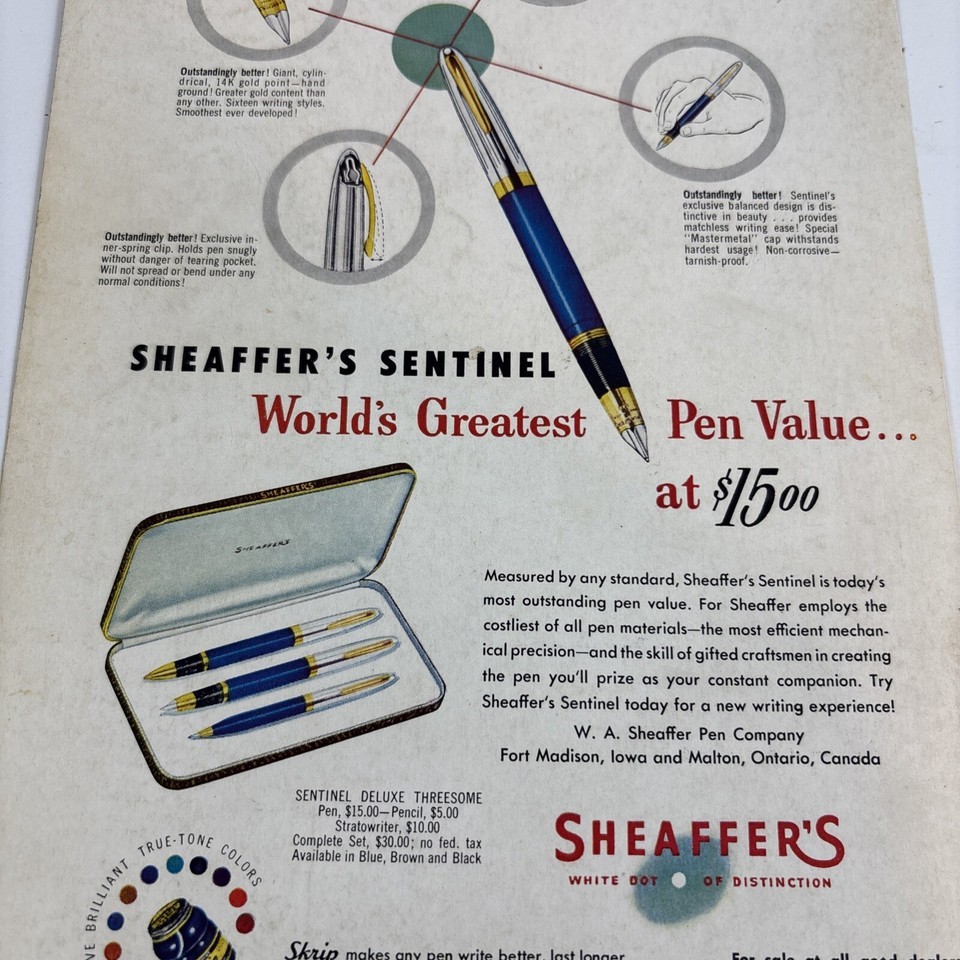 Outstandingly better! Giant, cylin-
drical, 14K gold point—hand
ground! Greater gold content than
any other. Sixteen writing styles.
Smoothest ever developed!
Outstandingly better! Sentinel's
exclusive balanced design is dis-
tinctive in beauty . . . provides
matchless writing ease! Special
"Mastermetal" cap withstands
hardest usage! Non-corrosive—
tarnish-proof.
Outstandingly better! Exclusive in-
ner-spring clip. Holds pen snugly
without danger of tearing pocket.
Will not spread or bend under any
normal conditions!
SHEAFFER'S SENTINEL
World's Greatest Pen Value...
at $1500
SHEAFFER'S
SHEAFFER'S
Measured by any standard, Sheaffer's Sentinel is today's
most outstanding pen value. For Sheaffer employs the
costliest of all pen materials—the most efficient mechan-
ical precision—and the skill of gifted craftsmen in creating
the pen you'll prize as your constant companion. Try
Sheaffer's Sentinel today for a new writing experience!
W. A. Sheaffer Pen Company
Fort Madison, Iowa and Malton, Ontario, Canada
SENTINEL DELUXE THREESOME
Pen, $15.00—Pencil, $5.00
Stratowriter, $10.00
Complete Set, $30.00; no fed. tax
Available in Blue, Brown and Black
SHEAFFER'S
WHITE DOT OF DISTINCTION
BRILLIANT TRUE-TONE COLORS
Skrip makes any pen write better, last longer
For sale at all good